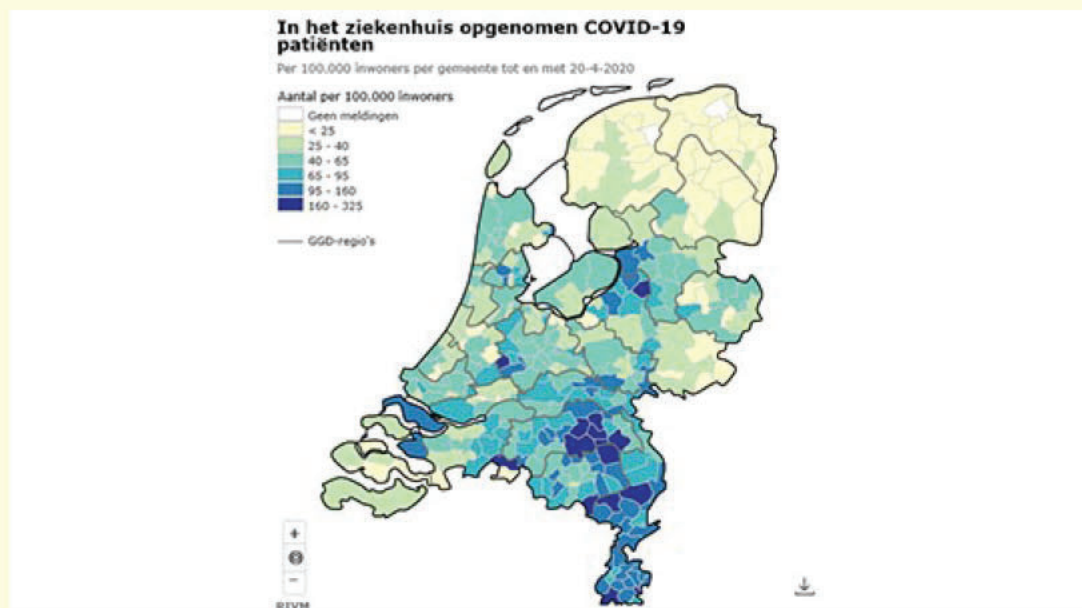 In het ziekenhuis opgenomen COVID-19
patiënten
Per 100.000 inwoners per gemeente tot en met 20-4-2020
Aantal per 100.000 inwoners
Geen meldingen
< 25
25 - 40
40 - 65
65 - 95
95 - 160
160 - 325
GGD-regio's
+
−
RIVM